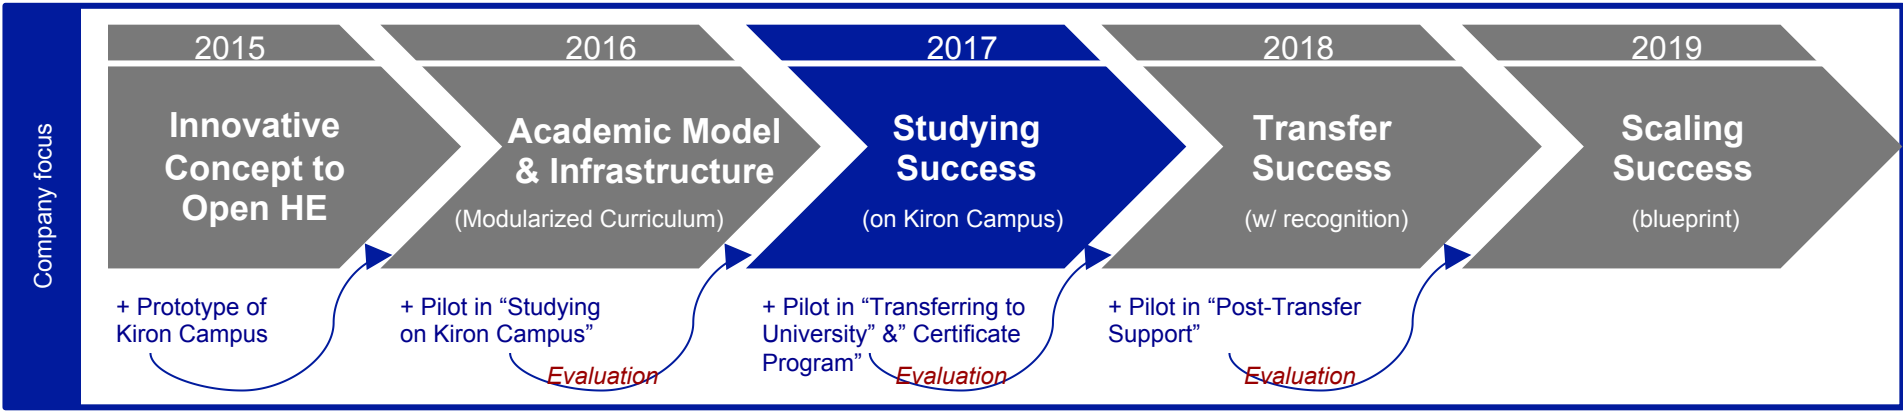 Company focus
2015
Innovative
Concept to
Open HE
+ Prototype of
Kiron Campus
2016
Academic Model
& Infrastructure
(Modularized Curriculum)
+ Pilot in “Studying
on Kiron Campus”
Evaluation
2017
Studying
Success
(on Kiron Campus)
+ Pilot in “Transferring to
University” &” Certificate
Program”
Evaluation
2018
Transfer
Success
(w/ recognition)
+ Pilot in “Post-Transfer
Support”
Evaluation
2019
Scaling
Success
(blueprint)